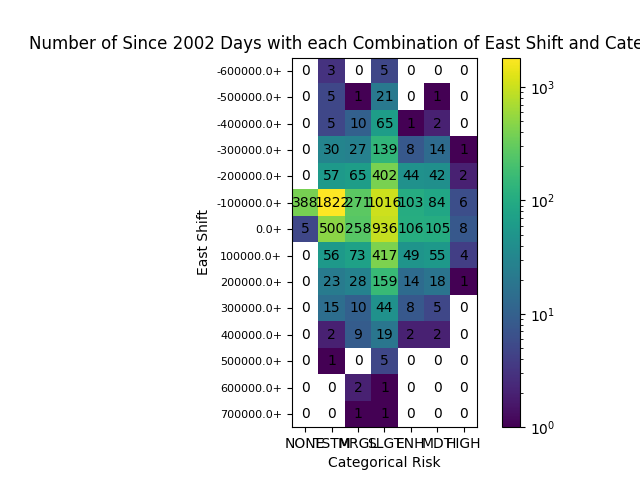 Number of Since 2002 Days with each Combination of East Shift and Cate
-600000.0+ 0 3 0 5 0 0 0
-500000.0+ 0 5 1 21 0 1 0
-400000.0+ 0 5 10 65 1 2 0
-300000.0+ 0 30 27 139 8 14 1
-200000.0+ 0 57 65 402 44 42 2
-100000.0+ 388 1822 271 1016 103 84 6
0.0+ 5 500 258 936 106 105 8
100000.0+ 0 56 73 417 49 55 4
200000.0+ 0 23 28 159 14 18 1
300000.0+ 0 15 10 44 8 5 0
400000.0+ 0 2 9 19 2 2 0
500000.0+ 0 1 0 5 0 0 0
600000.0+ 0 0 2 1 0 0 0
700000.0+ 0 0 1 1 0 0 0
NONE TSTM MRGL SLGT ENH MDT HIGH
Categorical Risk
East Shift
10³
10²
10¹
10⁰